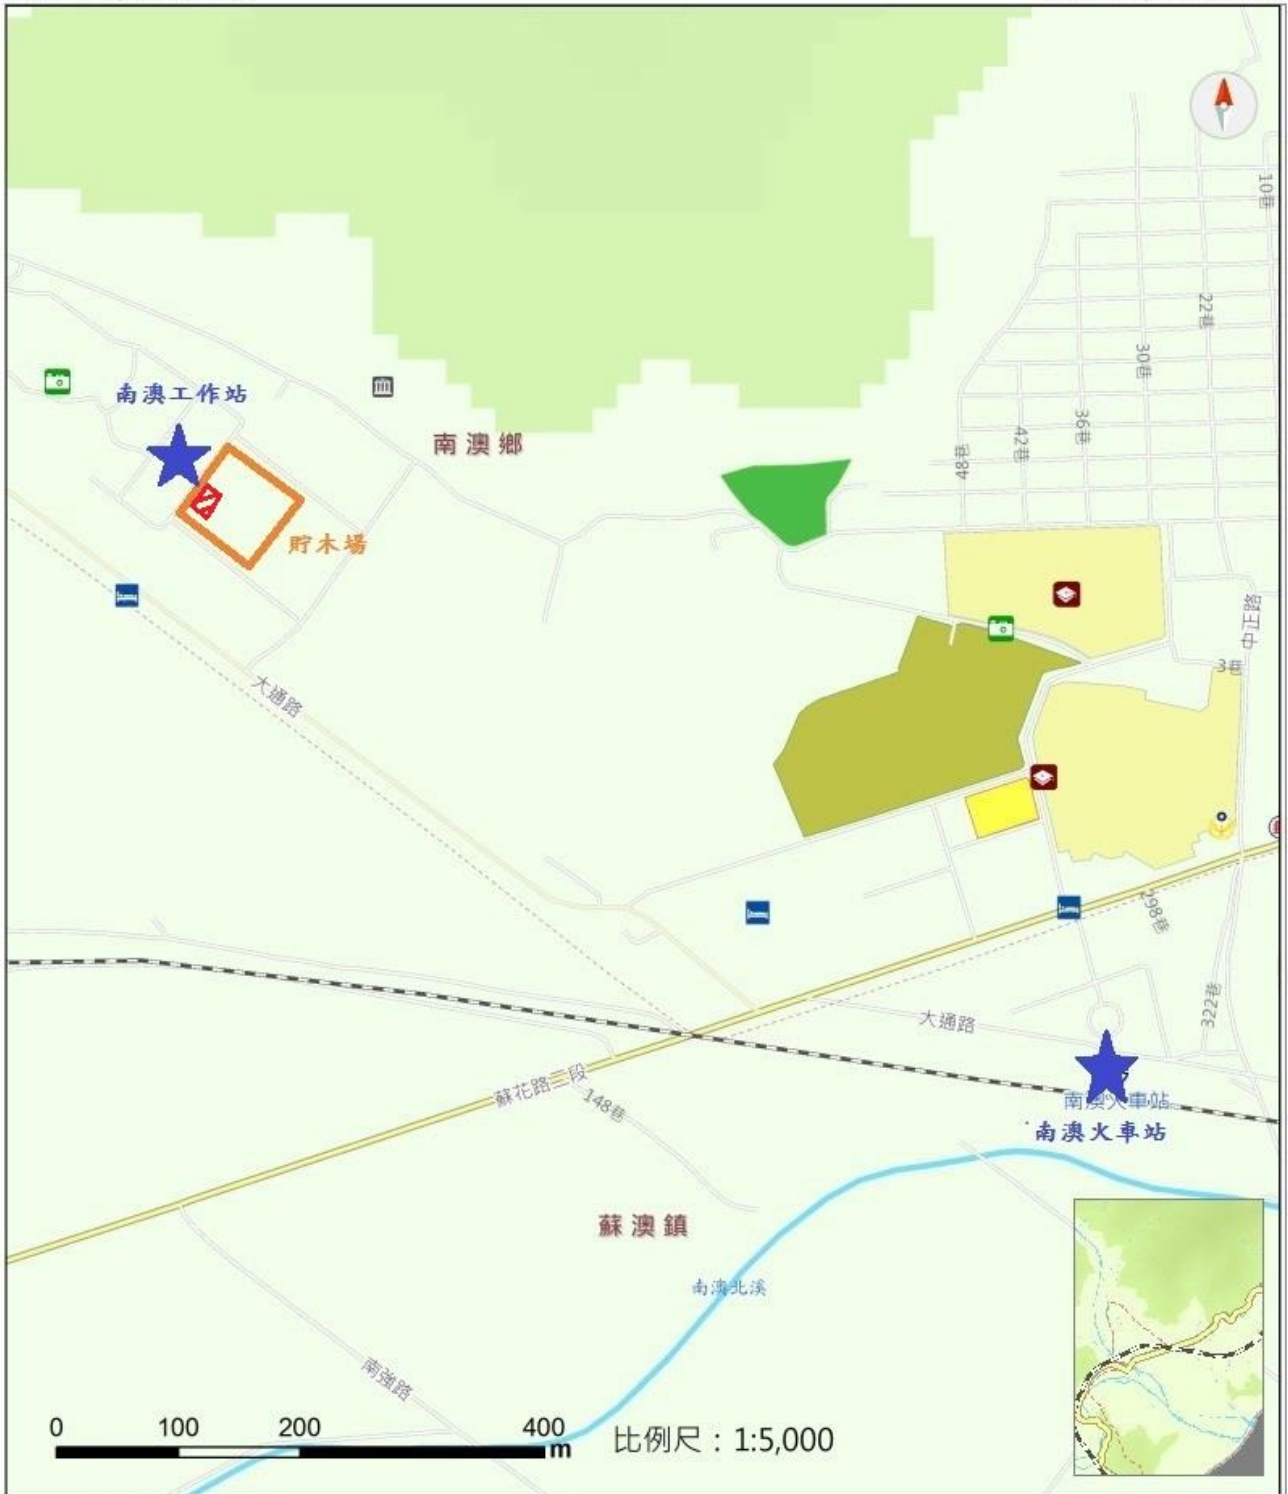 10巷
22巷
30巷
南澳工作站
36巷
42巷
南澳鄉
48巷
貯木場
中正路
3巷
大通路
298巷
322巷
大通路
蘇花路二段
148巷
南澳火車站
南澳火車站
蘇澳鎮
南澳北溪
南強路
0 100 200 400
m
比例尺：1:5,000